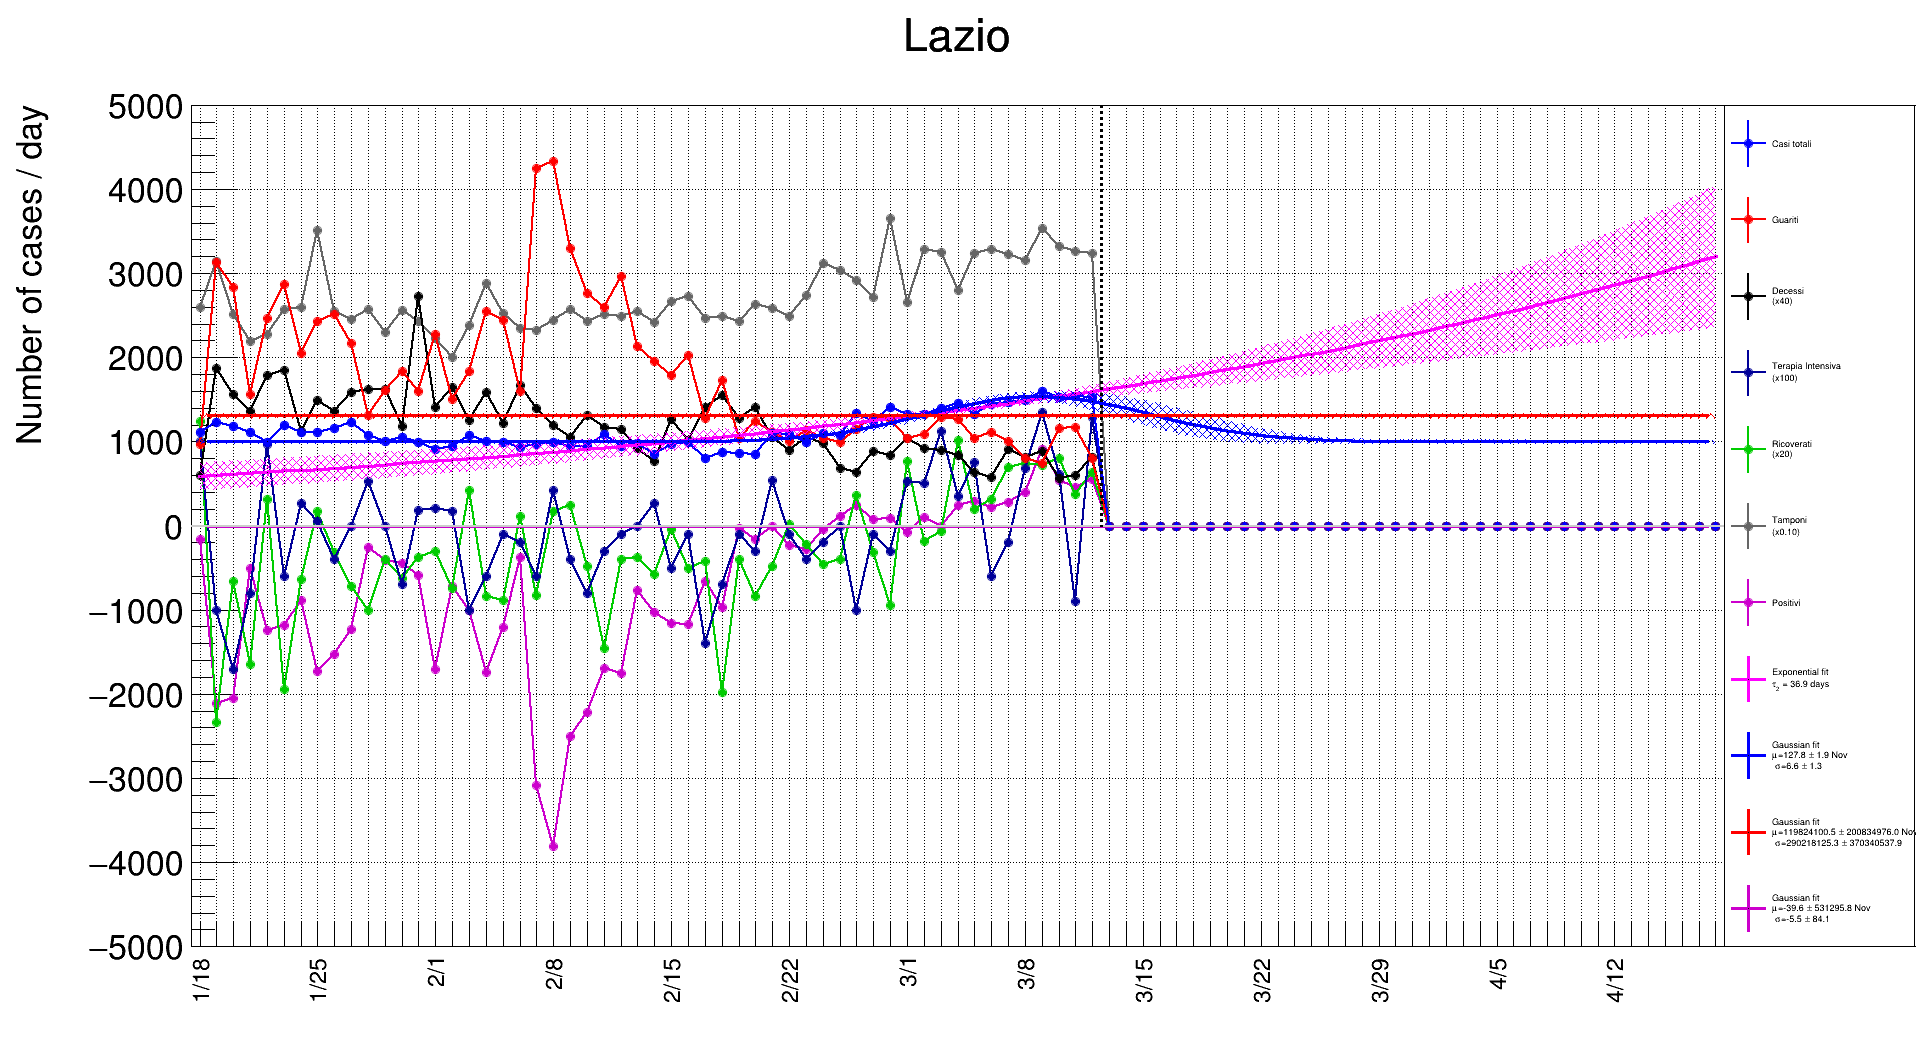 Lazio
Number of cases / day
5000
4000
3000
2000
1000
0
−1000
−2000
−3000
−4000
−5000
1/18
1/25
2/1
2/8
2/15
2/22
3/1
3/8
3/15
3/22
3/29
4/5
4/12
Casi totali
Guariti
Decessi
(x40)
Terapia Intensiva
(x100)
Ricoverati
(x20)
Tamponi
(x0.10)
Positivi
Exponential fit
τ2 = 36.9 days
Gaussian fit
μ=127.8 ± 1.9 Nov
σ=6.6 ± 1.3
Gaussian fit
μ=119824100.5 ± 200834976.0 Nov
σ=290218125.3 ± 370340537.9
Gaussian fit
μ=-39.6 ± 531295.8 Nov
σ=-5.5 ± 84.1